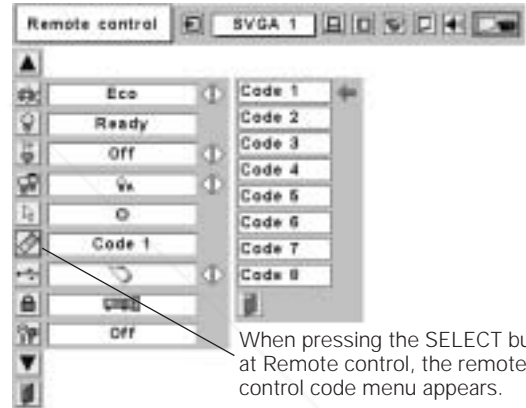 Remote control SVGA 1
Eco
Ready
Off
Code 1
Off
Code 1
Code 2
Code 3
Code 4
Code 5
Code 6
Code 7
Code 8
When pressing the SELECT bu
at Remote control, the remote
control code menu appears.